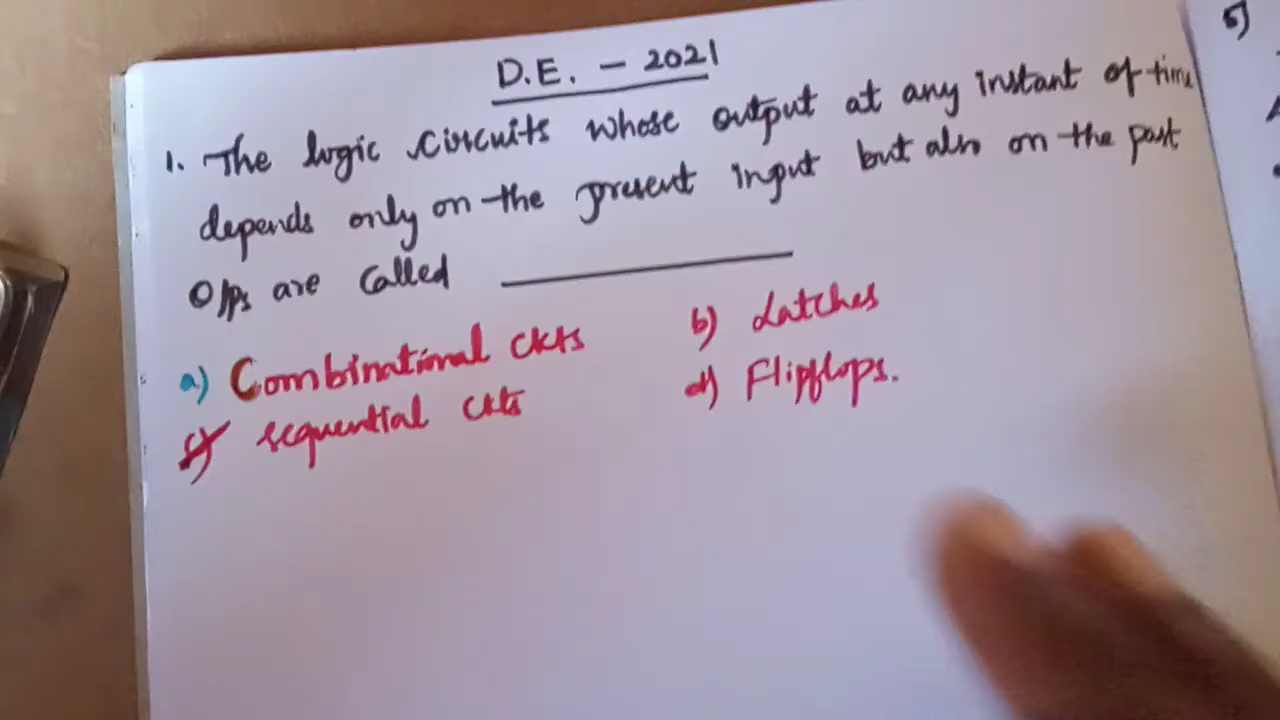 D.E. - 2021
1. The logic circuits whose output at any instant of time
depends only on the present input but also on the past
O/ps are called ________
a) Combinational ckts b) Latches
c) sequential ckts d) Flipflops.
5)